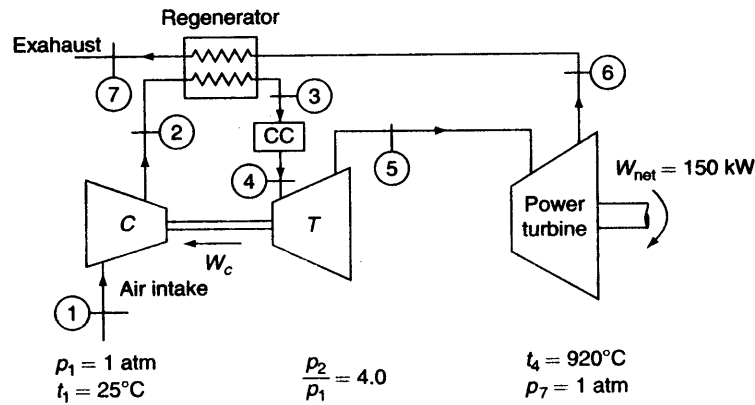 Regenerator
Exahaust
7
3
6
2
CC
5
4
W_net = 150 kW
C
T
Power
turbine
W_c
Air intake
1
p_1 = 1 atm
t_1 = 25°C
p_2/p_1 = 4.0
t_4 = 920°C
p_7 = 1 atm